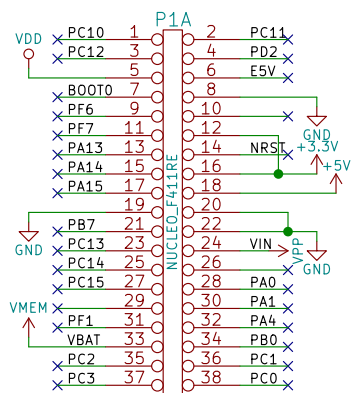 P1A
VDD PC10 1 2 PC11
PC12 3 4 PD2
5 6 E5V
BOOT0 7 8
PF6 9 10 GND
PF7 11 12
PA13 13 14 NRST +3.3V
PA14 15 16 +5V
PA15 17 18
19 20
PB7 21 22
GND PC13 23 24 VIN VPP
PC14 25 26 GND
PC15 27 28 PA0
VMEM 29 30 PA1
PF1 31 32 PA4
VBAT 33 34 PB0
PC2 35 36 PC1
PC3 37 38 PC0
NUCLEO_F411RE